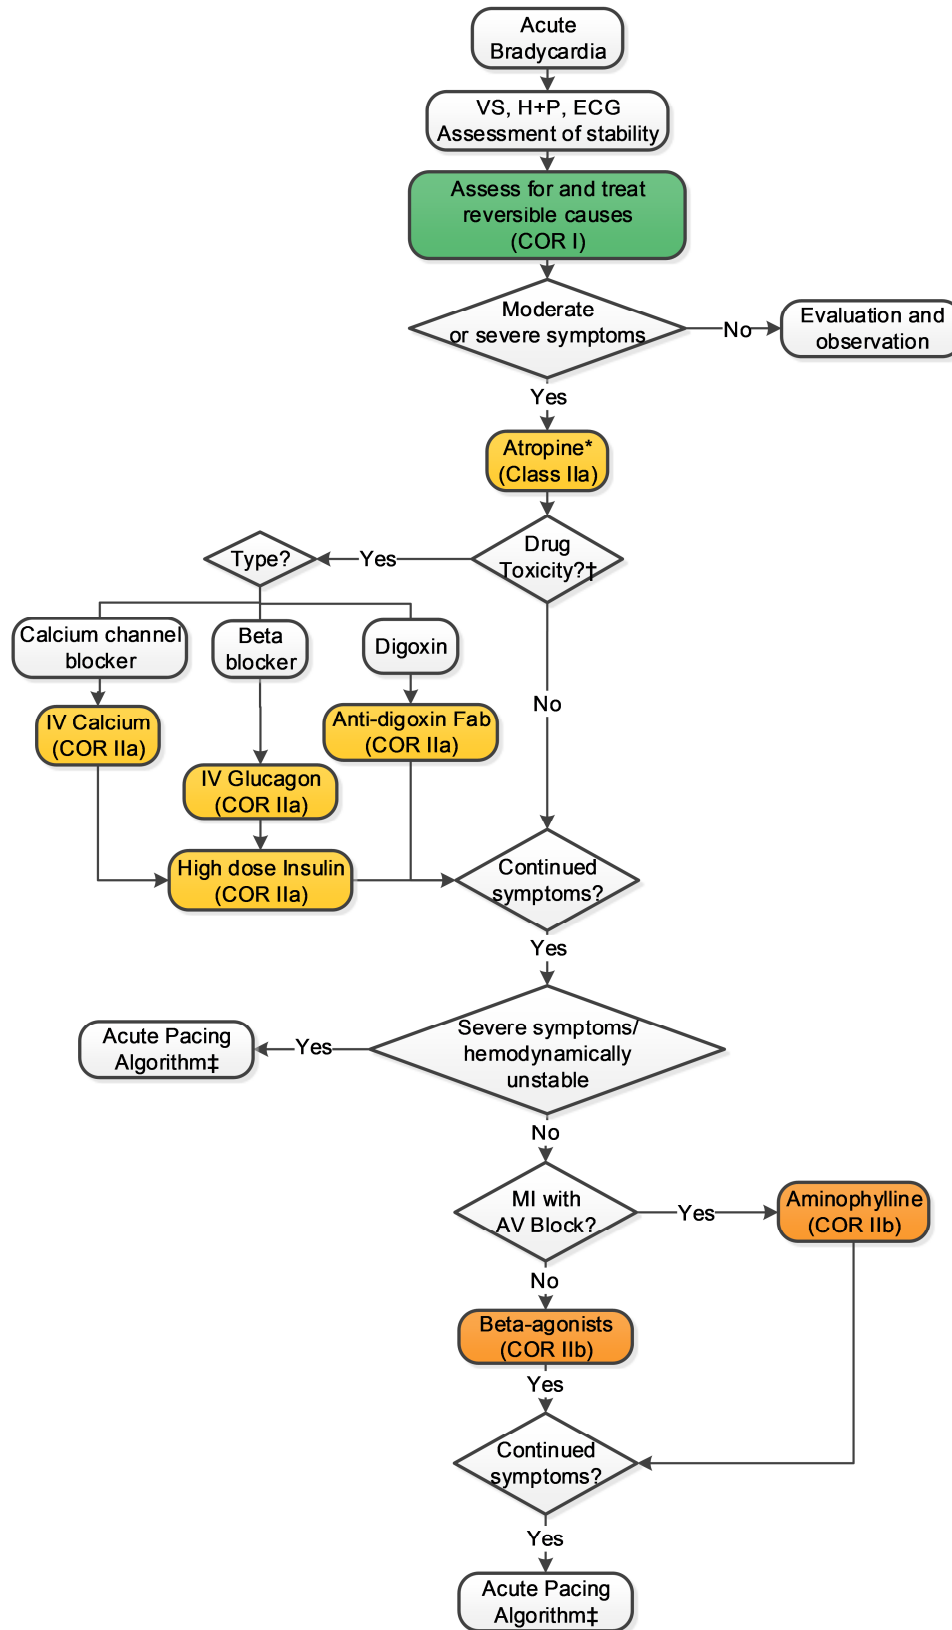 Acute
Bradycardia
VS, H+P, ECG
Assessment of stability
Assess for and treat
reversible causes
(COR I)
Moderate
or severe symptoms
No
Evaluation and
observation
Yes
Atropine*
(Class IIa)
Drug
Toxicity?†
Yes
Type?
Calcium channel
blocker
Beta
blocker
Digoxin
No
IV Calcium
(COR IIa)
Anti-digoxin Fab
(COR IIa)
IV Glucagon
(COR IIa)
High dose Insulin
(COR IIa)
Continued
symptoms?
Yes
Severe symptoms/
hemodynamically
unstable
Yes
Acute Pacing
Algorithm‡
No
MI with
AV Block?
Yes
Aminophylline
(COR IIb)
No
Beta-agonists
(COR IIb)
Yes
Continued
symptoms?
Yes
Acute Pacing
Algorithm‡